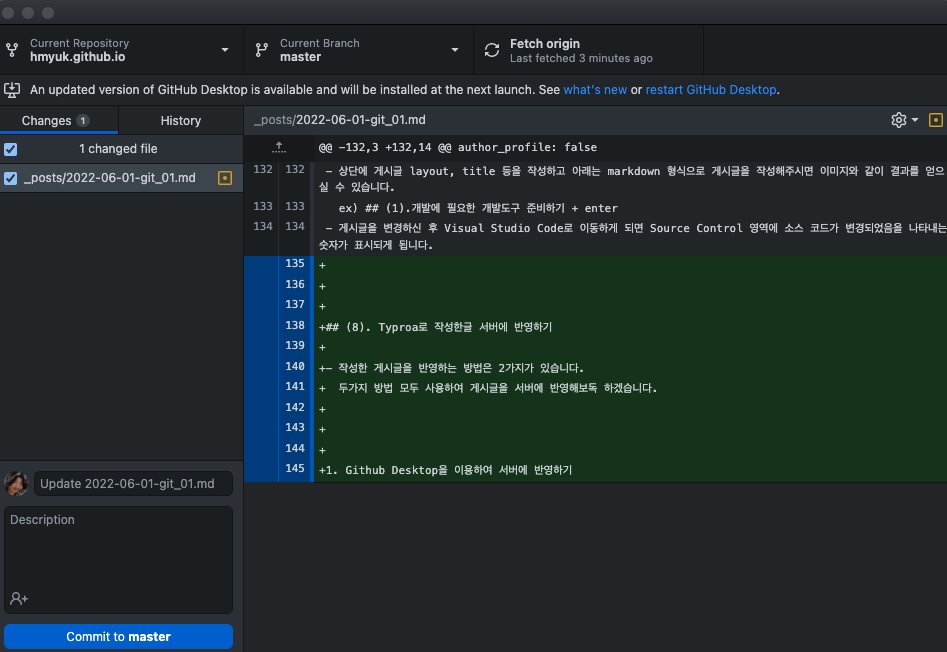 Current Repository
hmyuk.github.io
Current Branch
master
Fetch origin
Last fetched 3 minutes ago
An updated version of GitHub Desktop is available and will be installed at the next launch. See what's new or restart GitHub Desktop.
Changes 1
History
_posts/2022-06-01-git_01.md
1 changed file
_posts/2022-06-01-git_01.md
@@ -132,3 +132,14 @@ author_profile: false
132 132 - 상단에 게시글 layout, title 등을 작성하고 아래는 markdown 형식으로 게시글을 작성해주시면 이미지와 같이 결과를 얻으
실 수 있습니다.
133 133 ex) ## (1).개발에 필요한 개발도구 준비하기 + enter
134 134 - 게시글을 변경하신 후 Visual Studio Code로 이동하게 되면 Source Control 영역에 소스 코드가 변경되었음을 나타내는
숫자가 표시되게 됩니다.
135 +
136 +
137 +
138 +## (8). Typroa로 작성한글 서버에 반영하기
139 +
140 +- 작성한 게시글을 반영하는 방법은 2가지가 있습니다.
141 + 두가지 방법 모두 사용하여 게시글을 서버에 반영해보독 하겠습니다.
142 +
143 +
144 +
145 +1. Github Desktop을 이용하여 서버에 반영하기
Update 2022-06-01-git_01.md
Description
Commit to master